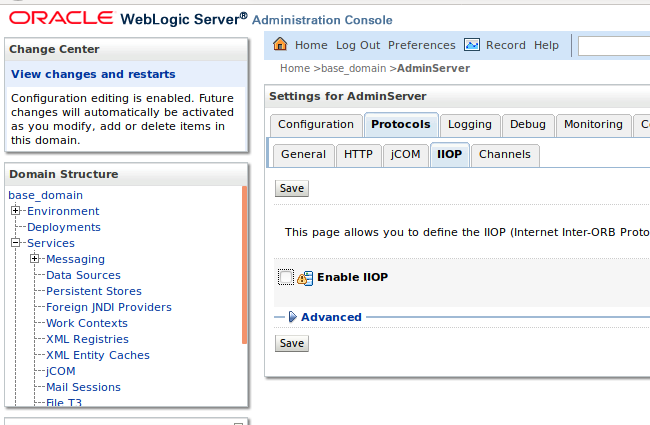 ORACLE WebLogic Server® Administration Console
Change Center
View changes and restarts
Configuration editing is enabled. Future
changes will automatically be activated
as you modify, add or delete items in
this domain.
Domain Structure
base_domain
Environment
Deployments
Services
Messaging
Data Sources
Persistent Stores
Foreign JNDI Providers
Work Contexts
XML Registries
XML Entity Caches
jCOM
Mail Sessions
File T3
Home Log Out Preferences Record Help
Home >base_domain >AdminServer
Settings for AdminServer
Configuration Protocols Logging Debug Monitoring
General HTTP jCOM IIOP Channels
Save
This page allows you to define the IIOP (Internet Inter-ORB Proto
Enable IIOP
Advanced
Save